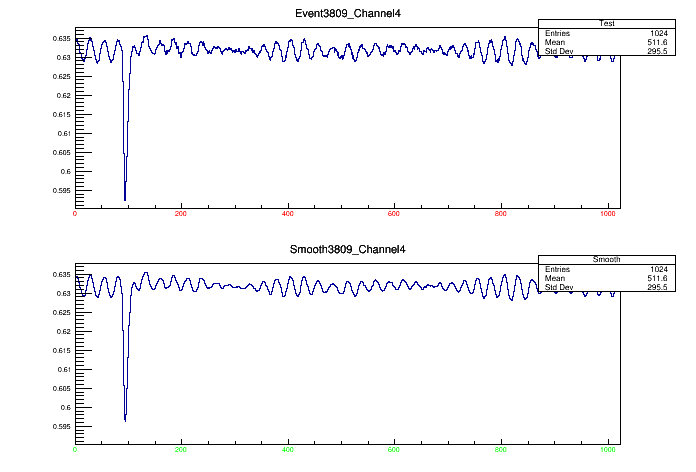 Event3809_Channel4
Test
Entries 1024
Mean 511.6
Std Dev 295.5
0.635
0.63
0.625
0.62
0.615
0.61
0.605
0.6
0.595
0 200 400 600 800 1000
Smooth3809_Channel4
Smooth
Entries 1024
Mean 511.6
Std Dev 295.5
0.635
0.63
0.625
0.62
0.615
0.61
0.605
0.6
0.595
0 200 400 600 800 1000